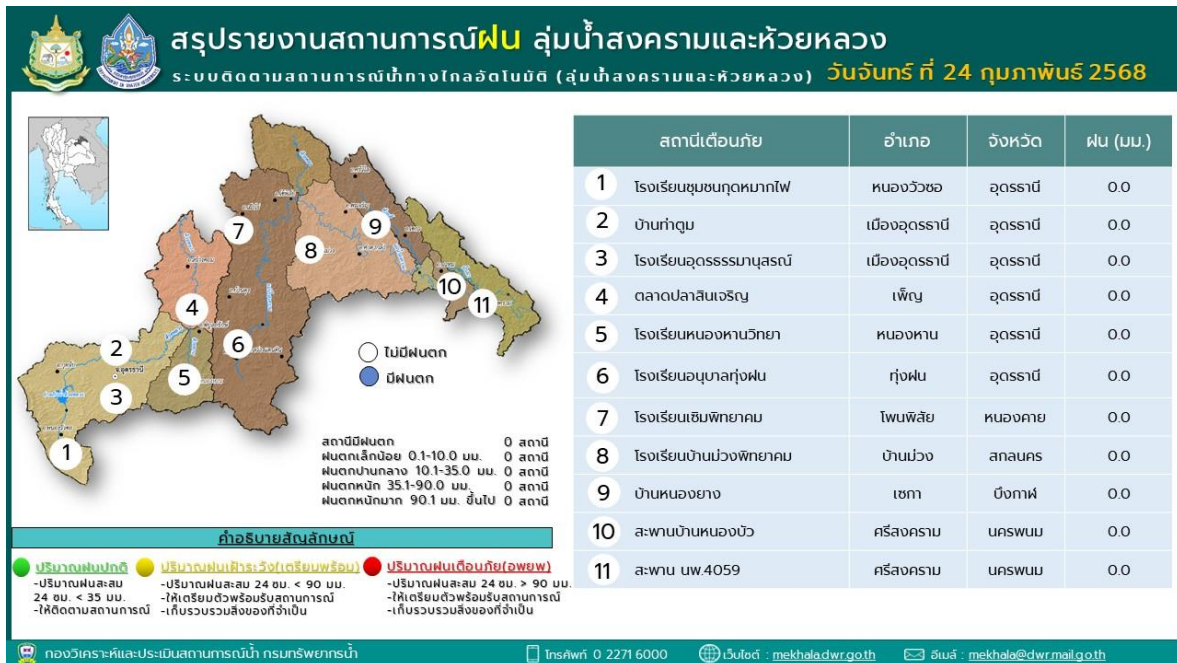 สรุปรายงานสถานการณ์ฝน ลุ่มน้ำสงครามและห้วยหลวง
ระบบติดตามสถานการณ์น้ำทางไกลอัตโนมัติ (ลุ่มน้ำสงครามและห้วยหลวง) วันจันทร์ ที่ 24 กุมภาพันธ์ 2568
สถานีเตือนภัย อำเภอ จังหวัด ฝน (มม.)
1 โรงเรียนชุมชนกุดหมากไฟ หนองวัวซอ อุดรธานี 0.0
2 บ้านท่าตูม เมืองอุดรธานี อุดรธานี 0.0
3 โรงเรียนอุดรธรรมานุสรณ์ เมืองอุดรธานี อุดรธานี 0.0
4 ตลาดปลาสินเจริญ เพ็ญ อุดรธานี 0.0
5 โรงเรียนหนองหานวิทยา หนองหาน อุดรธานี 0.0
6 โรงเรียนอนุบาลทุ่งฝน ทุ่งฝน อุดรธานี 0.0
7 โรงเรียนเซิมพิทยาคม โพนพิสัย หนองคาย 0.0
8 โรงเรียนบ้านม่วงพิทยาคม บ้านม่วง สกลนคร 0.0
9 บ้านหนองยาง เซกา บึงกาฬ 0.0
10 สะพานบ้านหนองบัว ศรีสงคราม นครพนม 0.0
11 สะพาน นพ.4059 ศรีสงคราม นครพนม 0.0
7
9
8
10
11
4
6
2
5
3
1
ไม่มีฝนตก
มีฝนตก
สถานีมีฝนตก 0 สถานี
ฝนตกเล็กน้อย 0.1-10.0 มม. 0 สถานี
ฝนตกปานกลาง 10.1-35.0 มม. 0 สถานี
ฝนตกหนัก 35.1-90.0 มม. 0 สถานี
ฝนตกหนักมาก 90.1 มม. ขึ้นไป 0 สถานี
คำอธิบายสัญลักษณ์
ปริมาณฝนปกติ
-ปริมาณฝนสะสม
24 ชม. < 35 มม.
-ให้ติดตามสถานการณ์
ปริมาณฝนเฝ้าระวัง(เตรียมพร้อม)
-ปริมาณฝนสะสม 24 ชม. < 90 มม.
-ให้เตรียมตัวพร้อมรับสถานการณ์
-เก็บรวบรวมสิ่งของที่จำเป็น
ปริมาณฝนเตือนภัย(อพยพ)
-ปริมาณฝนสะสม 24 ชม. > 90 มม.
-ให้เตรียมตัวพร้อมรับสถานการณ์
-เก็บรวบรวมสิ่งของที่จำเป็น
กองวิเคราะห์และประเมินสถานการณ์น้ำ กรมทรัพยากรน้ำ โทรศัพท์ 0 2271 6000 เว็บไซต์ : mekhala.dwr.go.th อีเมล์ : mekhala@dwr.mail.go.th